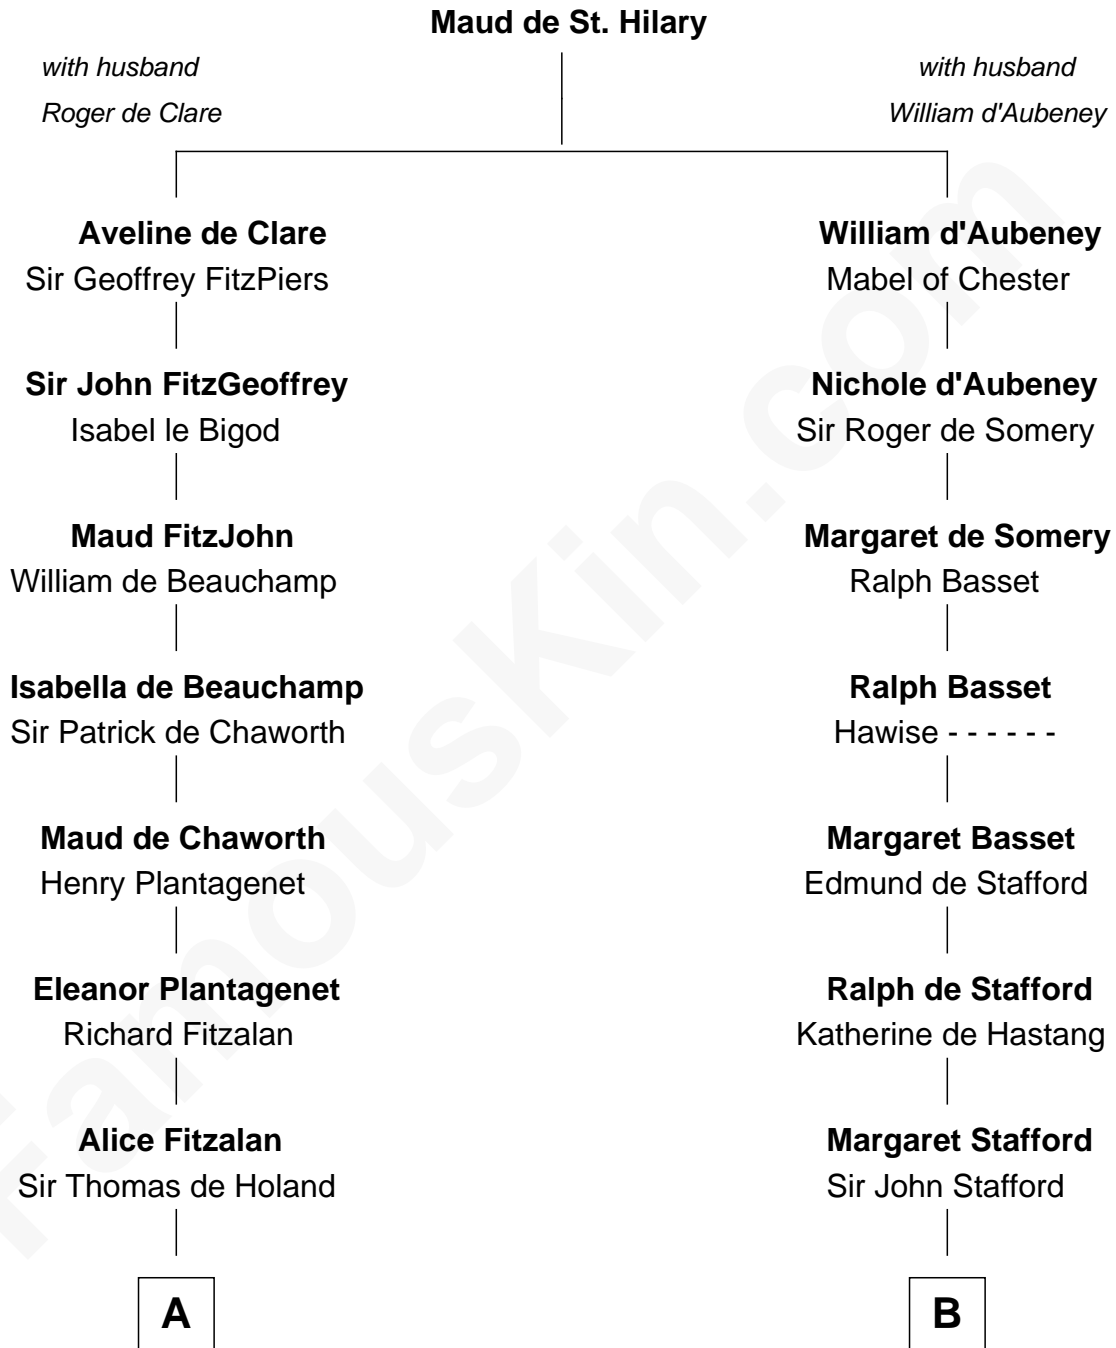 Maud de St. Hilary
with husband
Roger de Clare
with husband
William d'Aubeney
Aveline de Clare
Sir Geoffrey FitzPiers
William d'Aubeney
Mabel of Chester
Sir John FitzGeoffrey
Isabel le Bigod
Nichole d'Aubeney
Sir Roger de Somery
Maud FitzJohn
William de Beauchamp
Margaret de Somery
Ralph Basset
Isabella de Beauchamp
Sir Patrick de Chaworth
Ralph Basset
Hawise - - - - - -
Maud de Chaworth
Henry Plantagenet
Margaret Basset
Edmund de Stafford
Eleanor Plantagenet
Richard Fitzalan
Ralph de Stafford
Katherine de Hastang
Alice Fitzalan
Sir Thomas de Holand
Margaret Stafford
Sir John Stafford
A
B
FamousKin.com